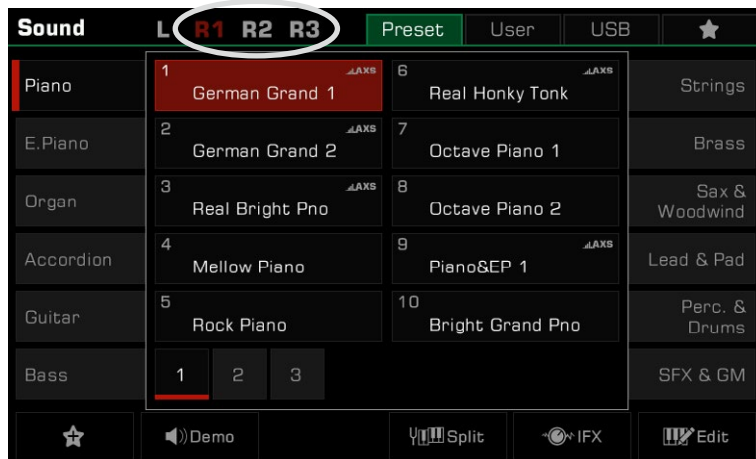 Sound L R1 R2 R3 Preset User USB
Piano
E.Piano
Organ
Accordion
Guitar
Bass
1 AXS
German Grand 1
2 AXS
German Grand 2
3 AXS
Real Bright Pno
4
Mellow Piano
5
Rock Piano
6 AXS
Real Honky Tonk
7
Octave Piano 1
8
Octave Piano 2
9 AXS
Piano&EP 1
10
Bright Grand Pno
1 2 3
Strings
Brass
Sax &
Woodwind
Lead & Pad
Perc. &
Drums
SFX & GM
Demo Split IFX Edit